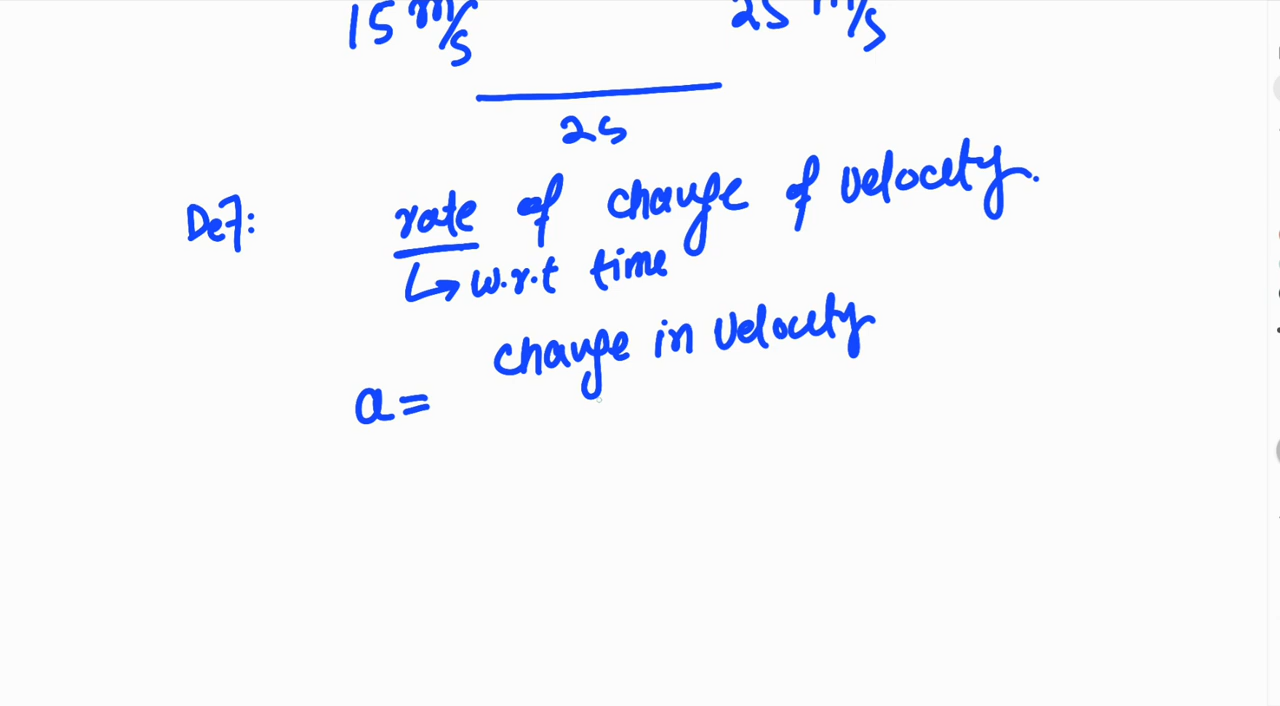 15 m/s 25 m/s
2s
Def: rate of change of velocity.
w.r.t time
change in velocity
a=